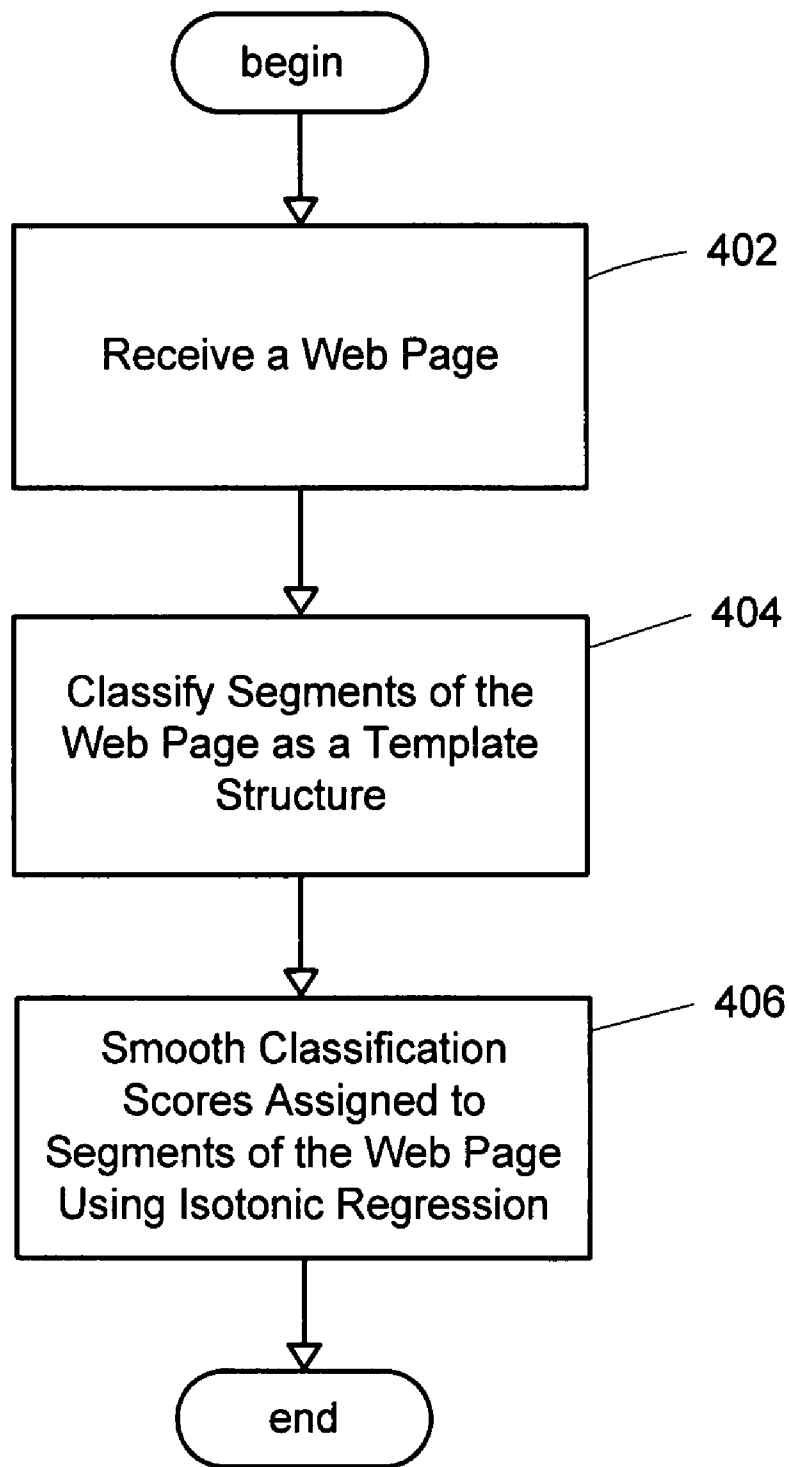 begin
402
Receive a Web Page
404
Classify Segments of the
Web Page as a Template
Structure
406
Smooth Classification
Scores Assigned to
Segments of the Web Page
Using Isotonic Regression
end